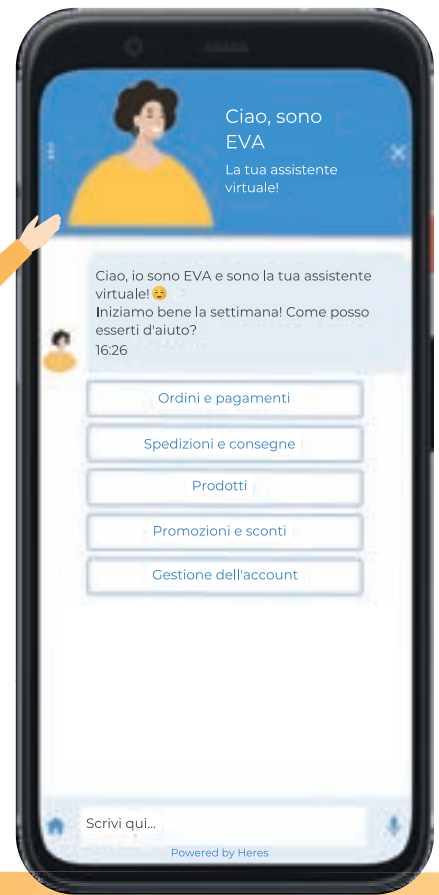 Ciao, sono
EVA
La tua assistente
virtuale!
Ciao, io sono EVA e sono la tua assistente
virtuale!😊
Iniziamo bene la settimana! Come posso
esserti d'aiuto?
16:26
Ordini e pagamenti
Spedizioni e consegne
Prodotti
Promozioni e sconti
Gestione dell'account
Scrivi qui...
Powered by Heres